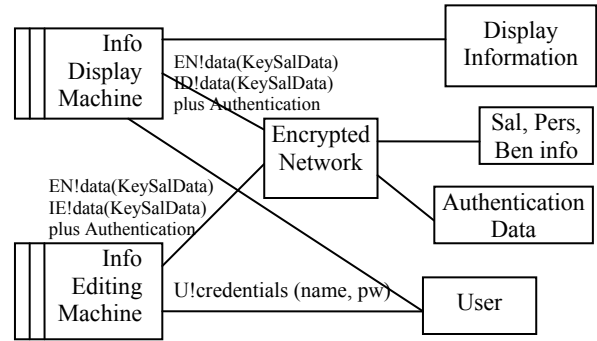 Info
Display
Machine
EN!data(KeySalData)
ID!data(KeySalData)
plus Authentication
Display
Information
Encrypted
Network
Sal, Pers,
Ben info
Authentication
Data
EN!data(KeySalData)
IE!data(KeySalData)
plus Authentication
Info
Editing
Machine
U!credentials (name, pw)
User